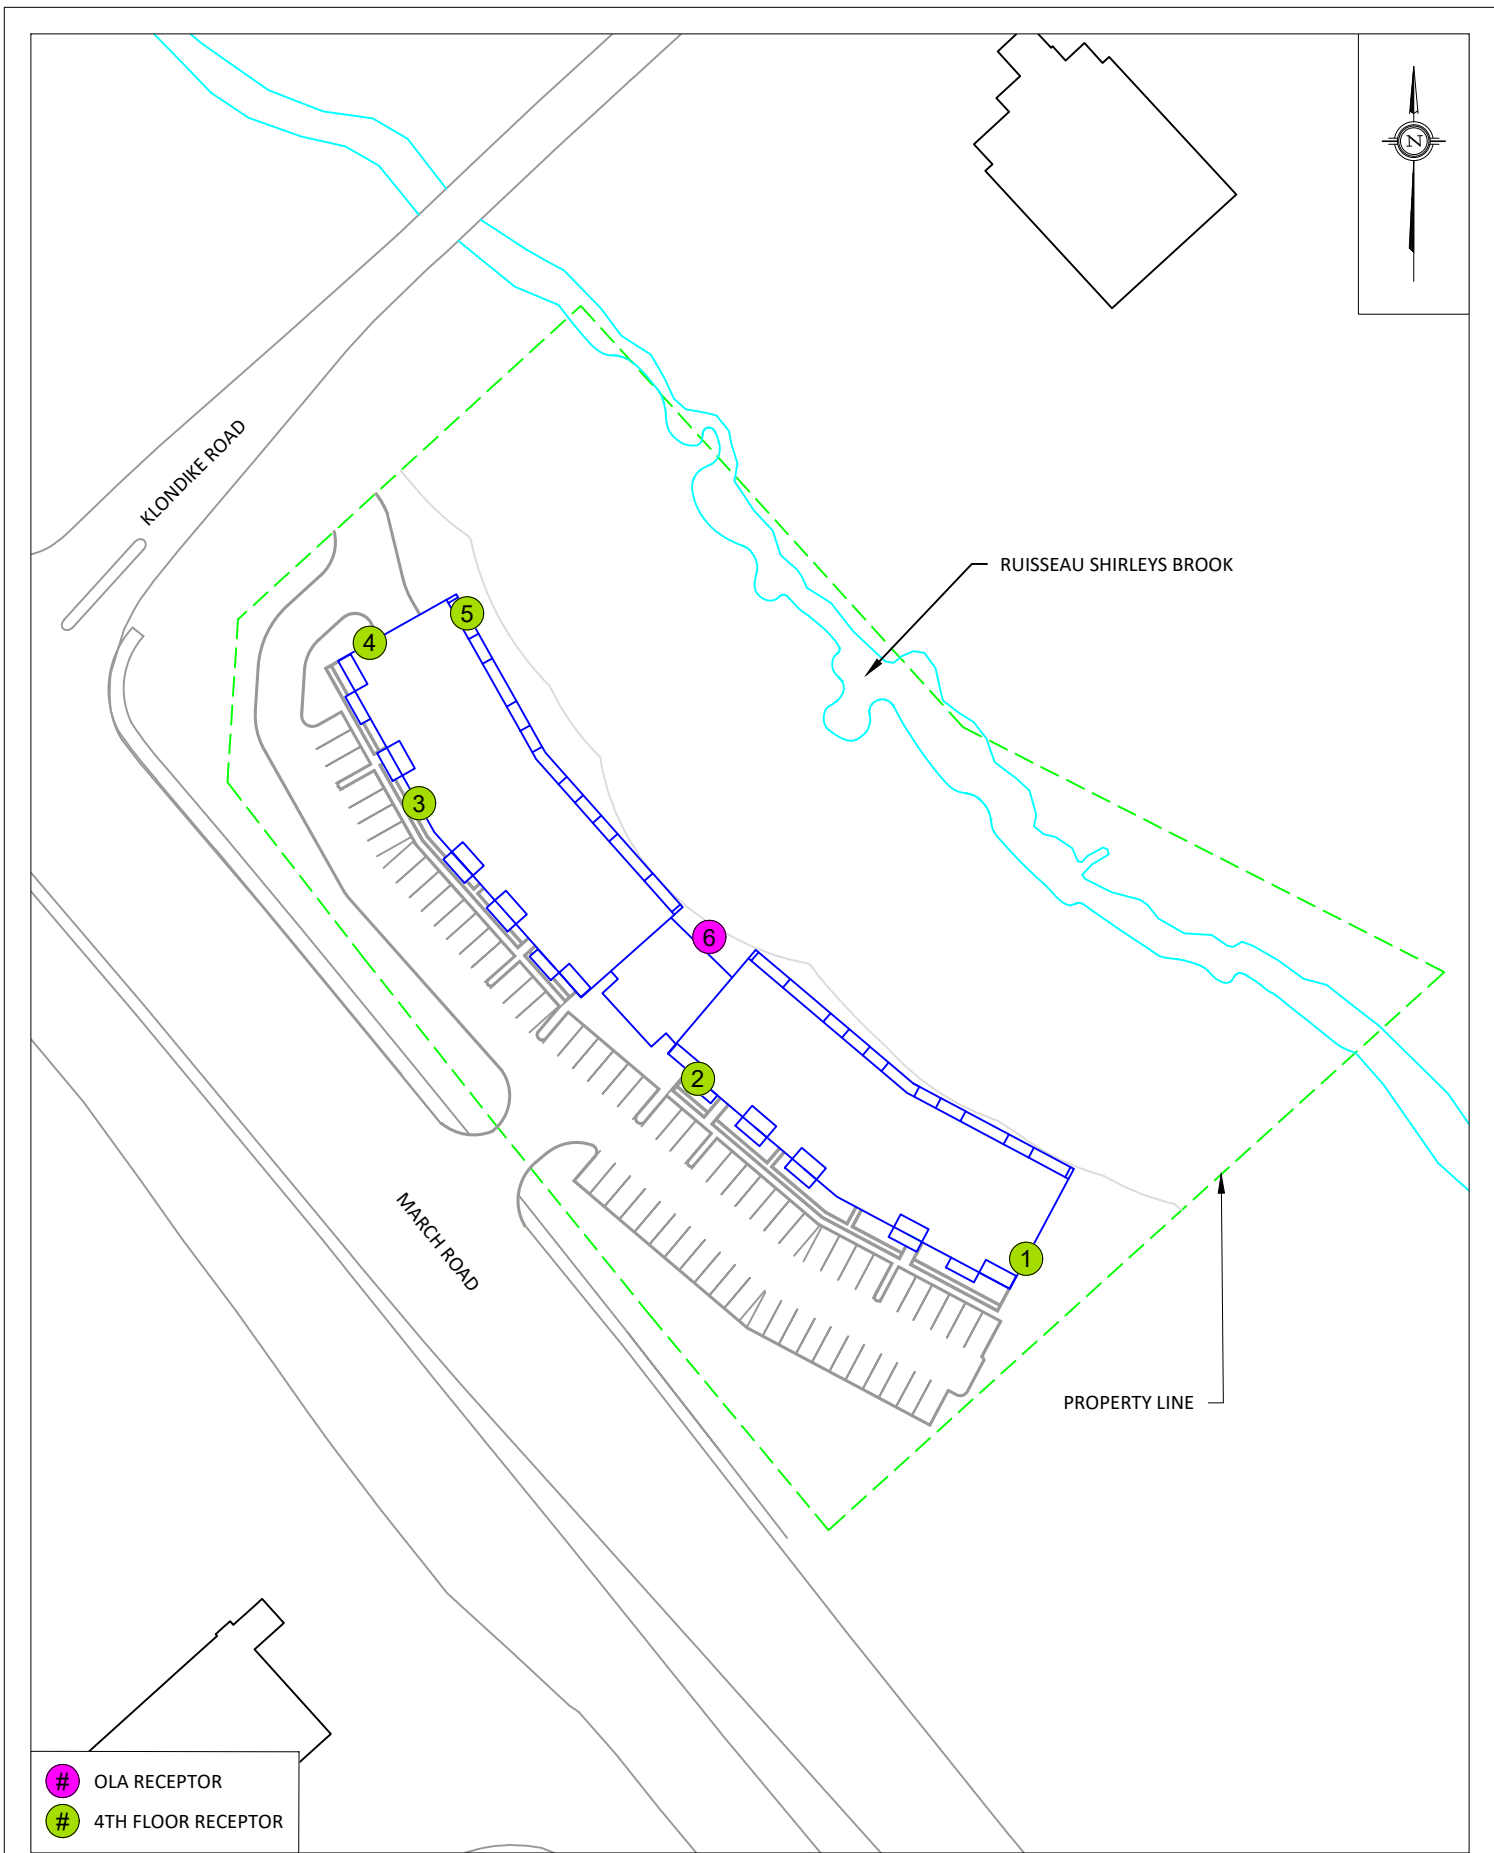 N
KLONDIKE ROAD
RUISSEAU SHIRLEYS BROOK
5
4
3
6
2
1
MARCH ROAD
PROPERTY LINE
# OLA RECEPTOR
# 4TH FLOOR RECEPTOR